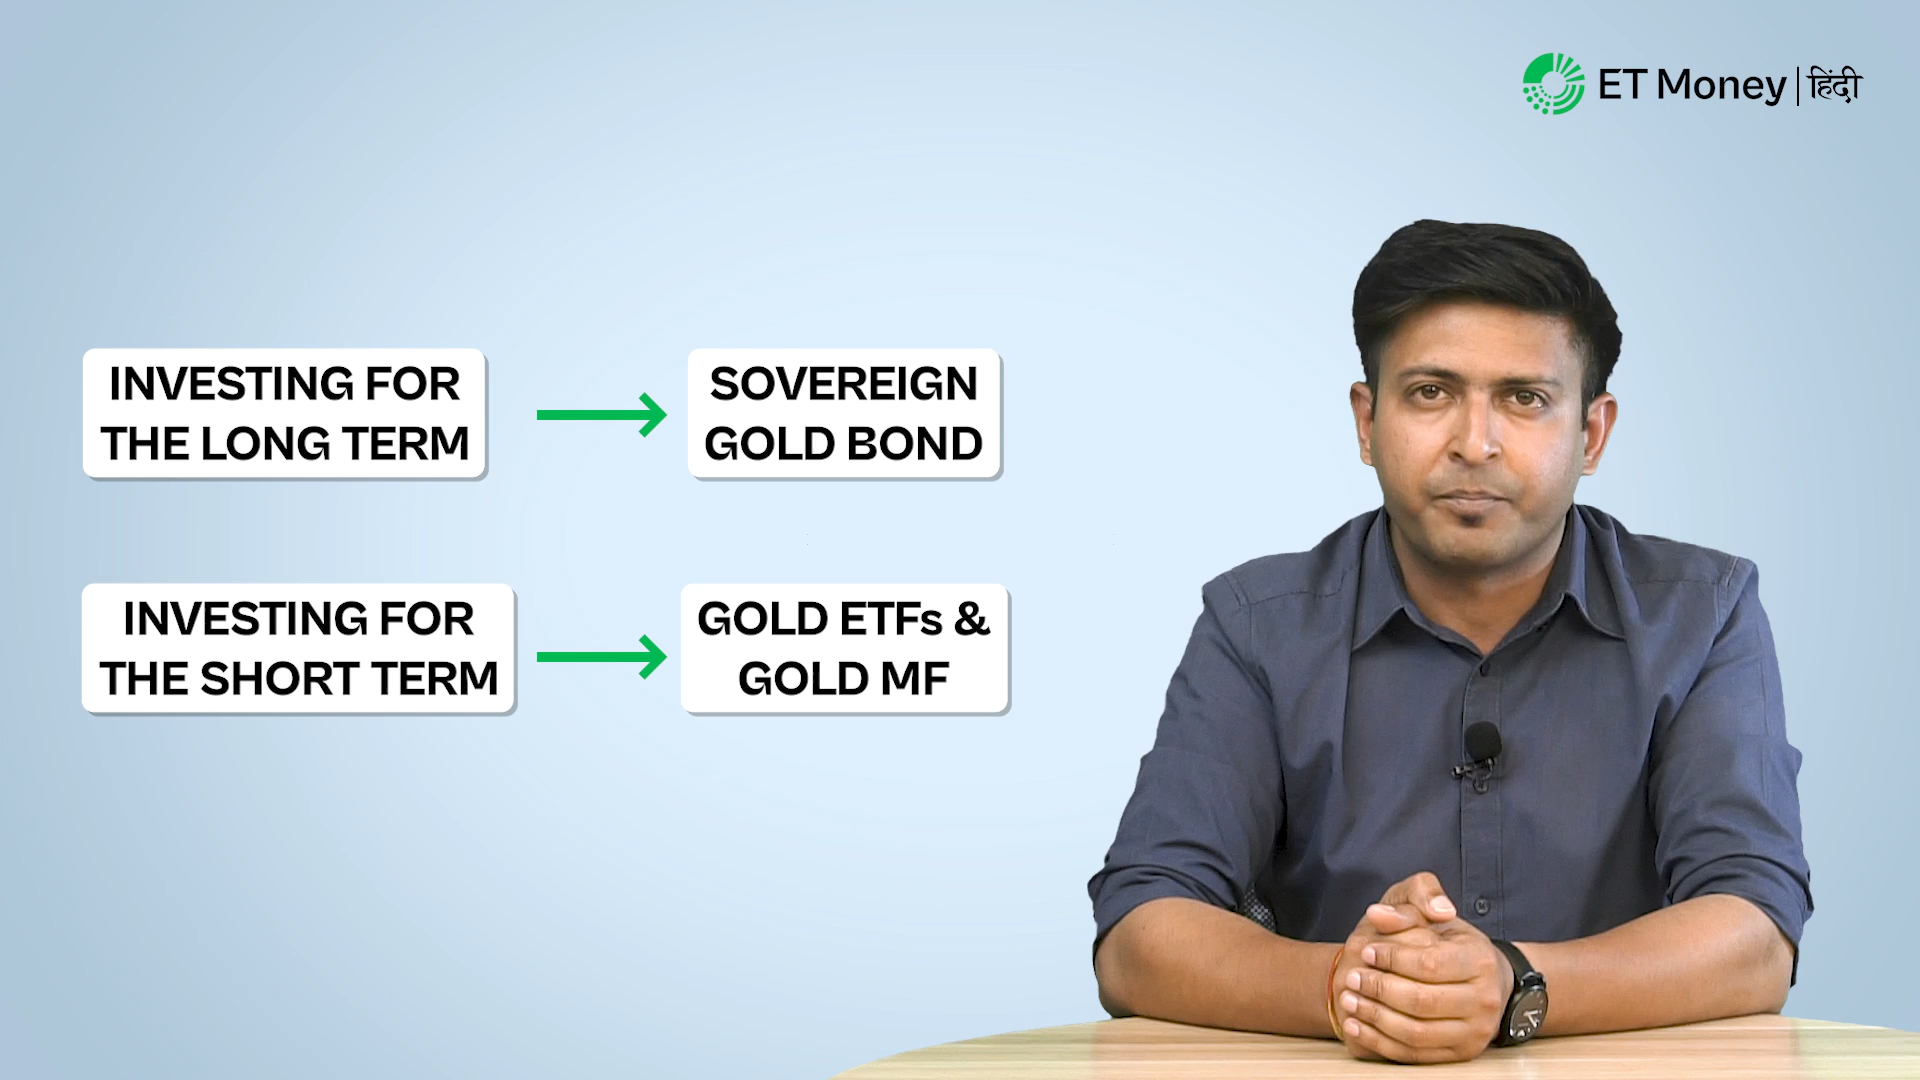 ET Money | हिंदी
INVESTING FOR
THE LONG TERM
SOVEREIGN
GOLD BOND
INVESTING FOR
THE SHORT TERM
GOLD ETFs &
GOLD MF